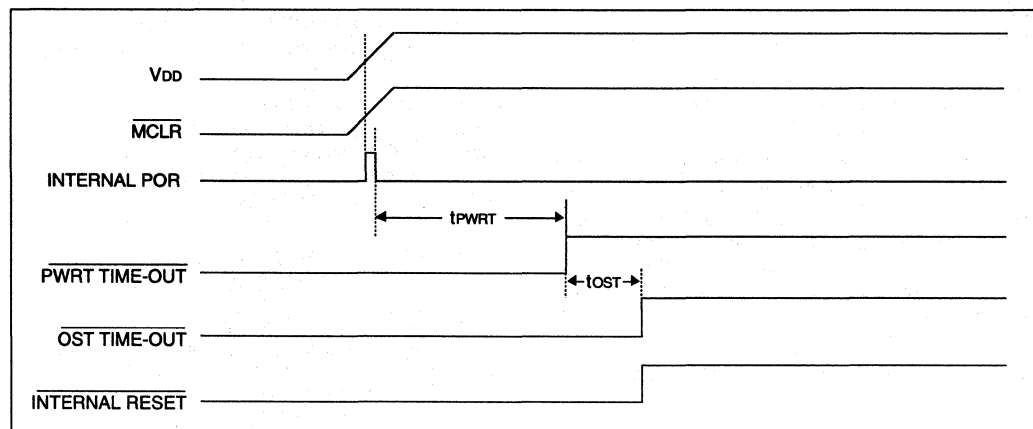 VDD
MCLR
INTERNAL POR
tPWRT
PWRT TIME-OUT
tOST
OST TIME-OUT
INTERNAL RESET